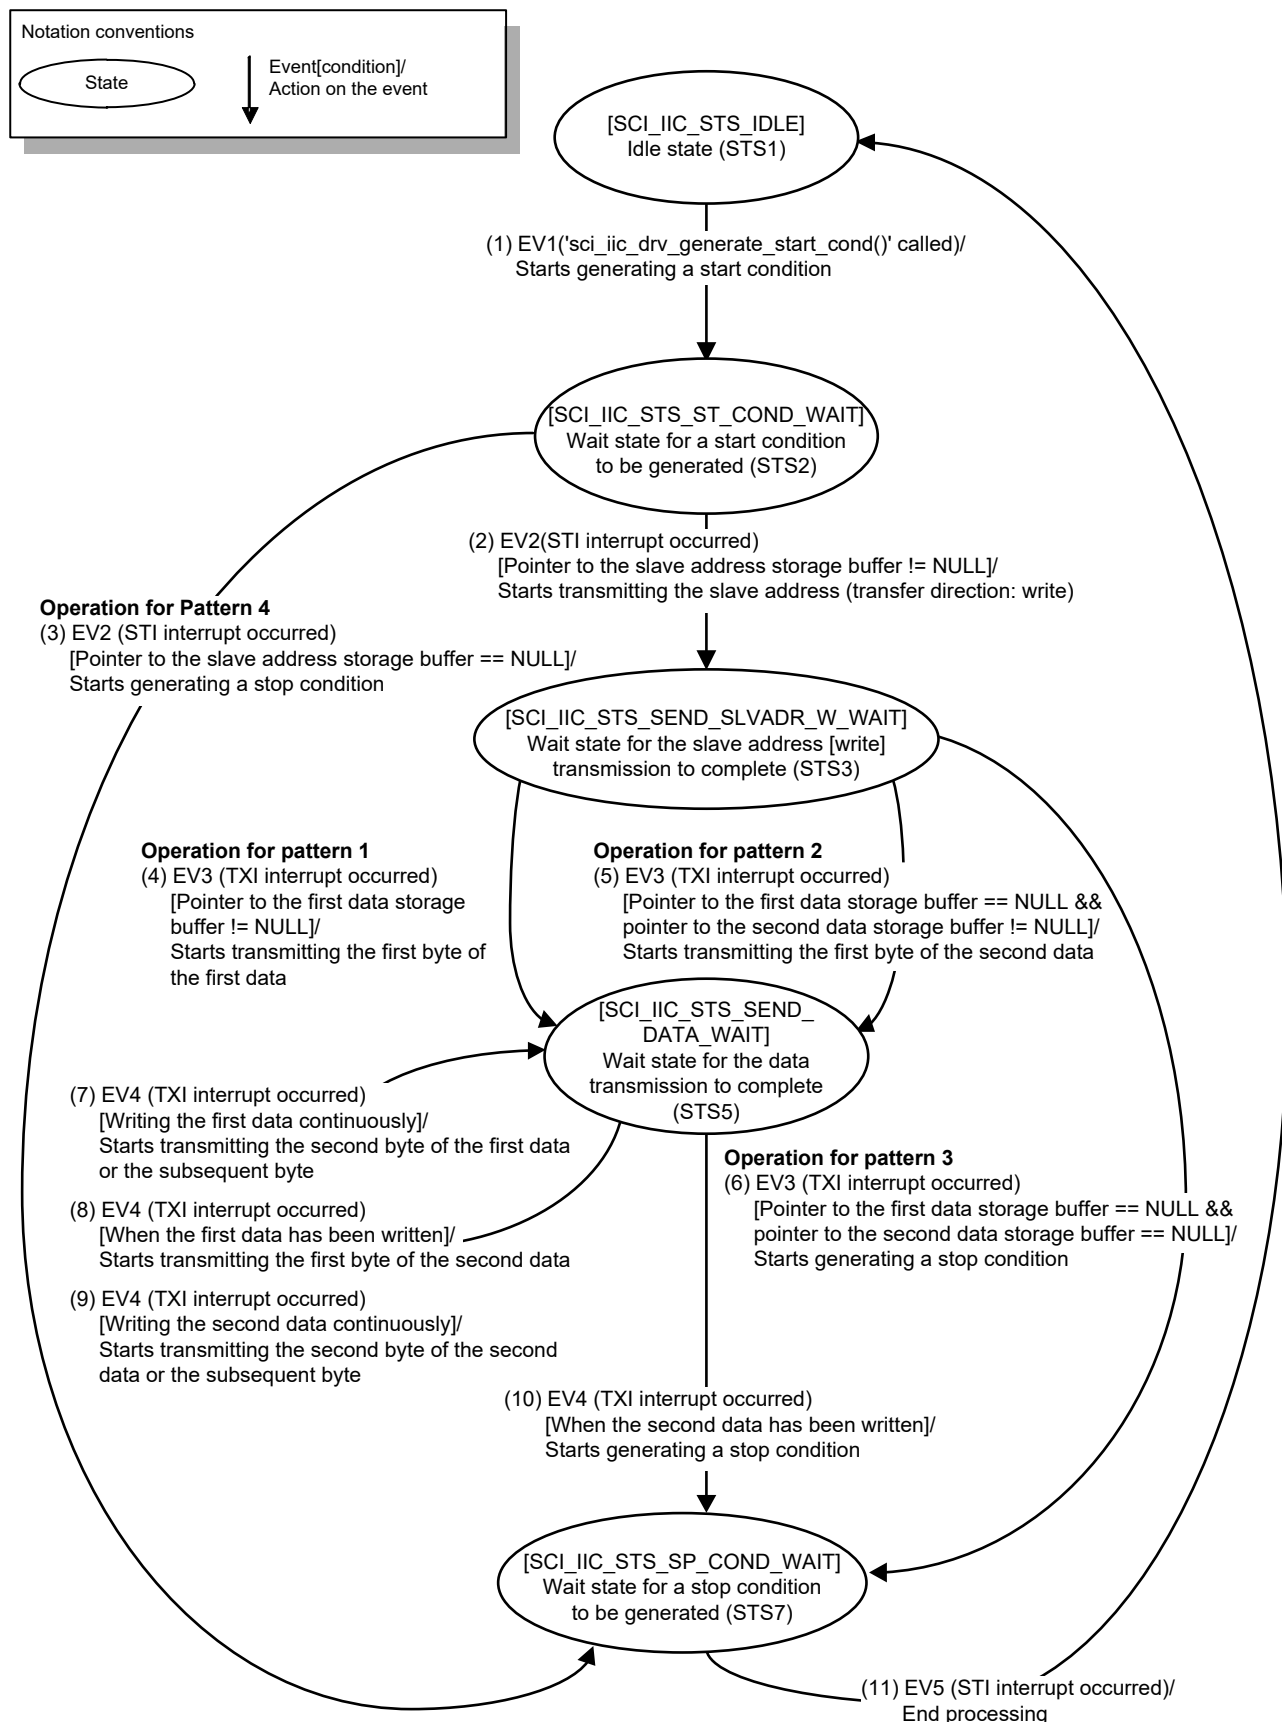 Notation conventions
State
Event[condition]/
Action on the event
[SCI_IIC_STS_IDLE]
Idle state (STS1)
(1) EV1('sci_iic_drv_generate_start_cond()' called)/
Starts generating a start condition
[SCI_IIC_STS_ST_COND_WAIT]
Wait state for a start condition
to be generated (STS2)
(2) EV2(STI interrupt occurred)
[Pointer to the slave address storage buffer != NULL]/
Starts transmitting the slave address (transfer direction: write)
Operation for Pattern 4
(3) EV2 (STI interrupt occurred)
[Pointer to the slave address storage buffer == NULL]/
Starts generating a stop condition
[SCI_IIC_STS_SEND_SLVADR_W_WAIT]
Wait state for the slave address [write]
transmission to complete (STS3)
Operation for pattern 1
(4) EV3 (TXI interrupt occurred)
[Pointer to the first data storage
buffer != NULL]/
Starts transmitting the first byte of
the first data
Operation for pattern 2
(5) EV3 (TXI interrupt occurred)
[Pointer to the first data storage buffer == NULL &&
pointer to the second data storage buffer != NULL]/
Starts transmitting the first byte of the second data
[SCI_IIC_STS_SEND_
DATA_WAIT]
Wait state for the data
transmission to complete
(STS5)
(7) EV4 (TXI interrupt occurred)
[Writing the first data continuously]/
Starts transmitting the second byte of the first data
or the subsequent byte
Operation for pattern 3
(6) EV3 (TXI interrupt occurred)
[Pointer to the first data storage buffer == NULL &&
pointer to the second data storage buffer == NULL]/
Starts generating a stop condition
(8) EV4 (TXI interrupt occurred)
[When the first data has been written]/
Starts transmitting the first byte of the second data
(9) EV4 (TXI interrupt occurred)
[Writing the second data continuously]/
Starts transmitting the second byte of the second
data or the subsequent byte
(10) EV4 (TXI interrupt occurred)
[When the second data has been written]/
Starts generating a stop condition
[SCI_IIC_STS_SP_COND_WAIT]
Wait state for a stop condition
to be generated (STS7)
(11) EV5 (STI interrupt occurred)/
End processing